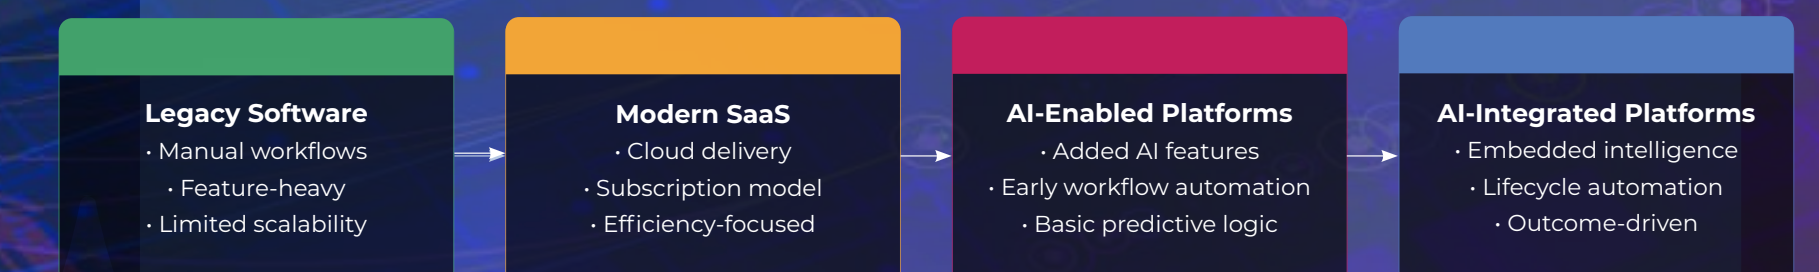 Legacy Software
• Manual workflows
• Feature-heavy
• Limited scalability
Modern SaaS
• Cloud delivery
• Subscription model
• Efficiency-focused
AI-Enabled Platforms
• Added AI features
• Early workflow automation
• Basic predictive logic
AI-Integrated Platforms
• Embedded intelligence
• Lifecycle automation
• Outcome-driven